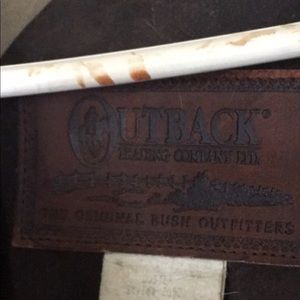 OUTBACK®
TRADING COMPANY LTD.
THE ORIGINAL BUSH OUTFITTERS